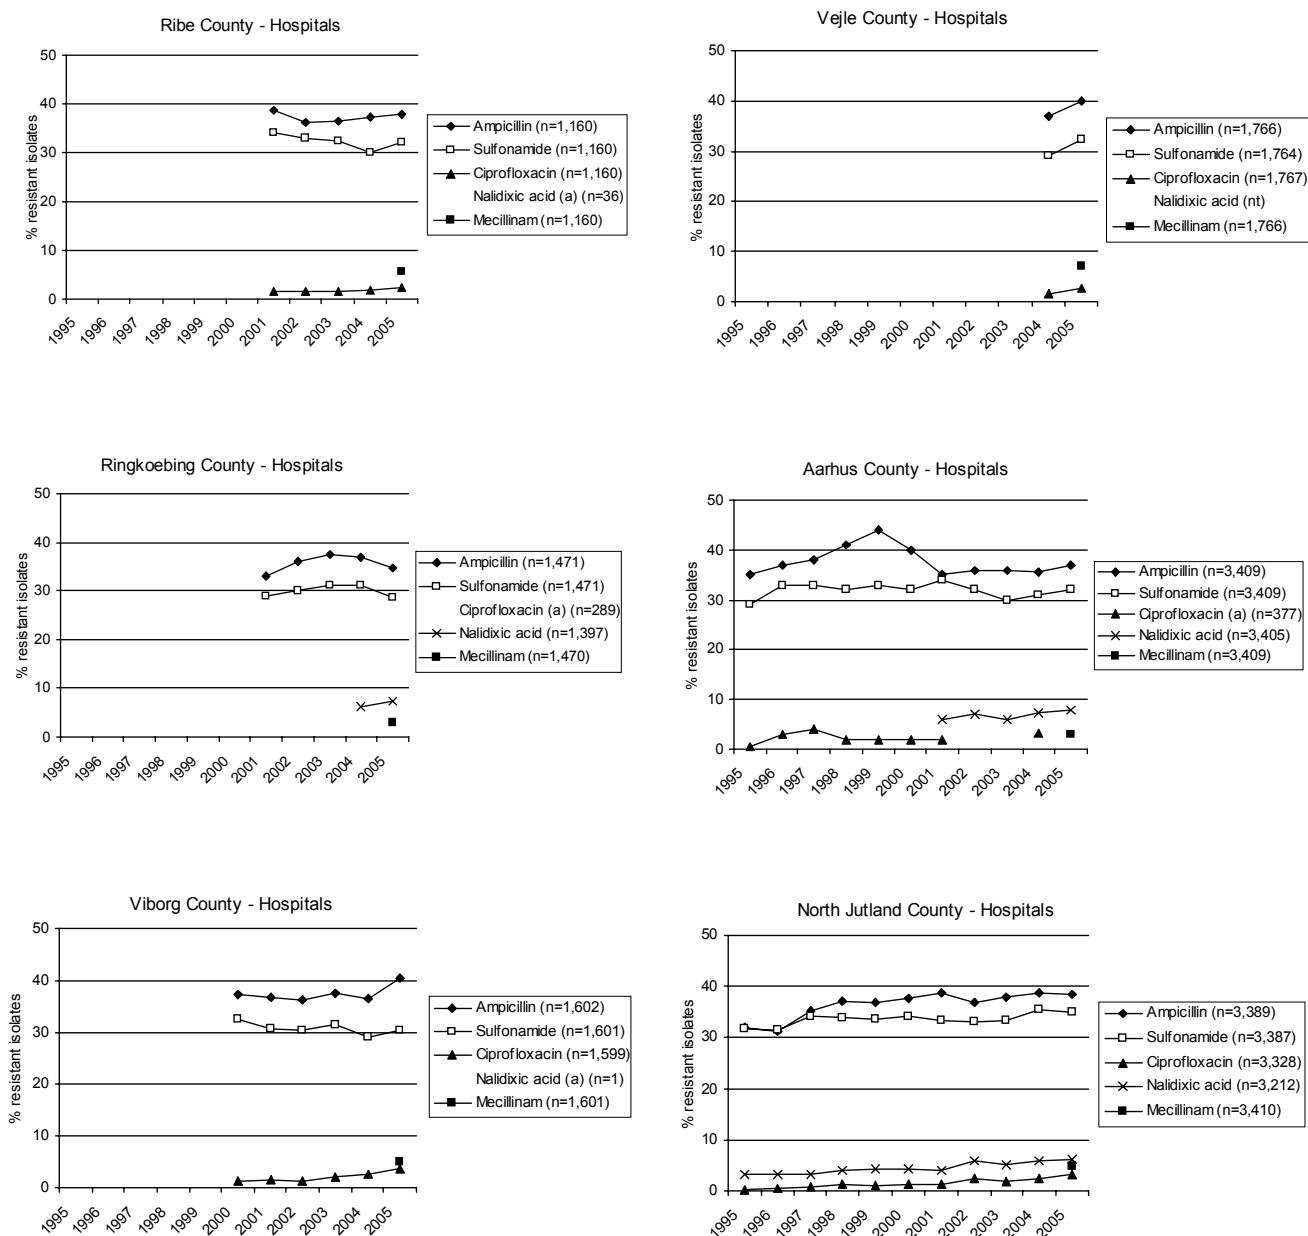 Ribe County - Hospitals
% resistant isolates
50
40
30
20
10
0
1995
1996
1997
1998
1999
2000
2001
2002
2003
2004
2005
Ampicillin (n=1,160)
Sulfonamide (n=1,160)
Ciprofloxacin (n=1,160)
Nalidixic acid (a) (n=36)
Mecillinam (n=1,160)
Vejle County - Hospitals
% resistant isolates
50
40
30
20
10
0
1995
1996
1997
1998
1999
2000
2001
2002
2003
2004
2005
Ampicillin (n=1,766)
Sulfonamide (n=1,764)
Ciprofloxacin (n=1,767)
Nalidixic acid (nt)
Mecillinam (n=1,766)
Ringkoebing County - Hospitals
% resistant isolates
50
40
30
20
10
0
1995
1996
1997
1998
1999
2000
2001
2002
2003
2004
2005
Ampicillin (n=1,471)
Sulfonamide (n=1,471)
Ciprofloxacin (a) (n=289)
Nalidixic acid (n=1,397)
Mecillinam (n=1,470)
Aarhus County - Hospitals
% resistant isolates
50
40
30
20
10
0
1995
1996
1997
1998
1999
2000
2001
2002
2003
2004
2005
Ampicillin (n=3,409)
Sulfonamide (n=3,409)
Ciprofloxacin (a) (n=377)
Nalidixic acid (n=3,405)
Mecillinam (n=3,409)
Viborg County - Hospitals
% resistant isolates
50
40
30
20
10
0
1995
1996
1997
1998
1999
2000
2001
2002
2003
2004
2005
Ampicillin (n=1,602)
Sulfonamide (n=1,601)
Ciprofloxacin (n=1,599)
Nalidixic acid (a) (n=1)
Mecillinam (n=1,601)
North Jutland County - Hospitals
% resistant isolates
50
40
30
20
10
0
1995
1996
1997
1998
1999
2000
2001
2002
2003
2004
2005
Ampicillin (n=3,389)
Sulfonamide (n=3,387)
Ciprofloxacin (n=3,328)
Nalidixic acid (n=3,212)
Mecillinam (n=3,410)